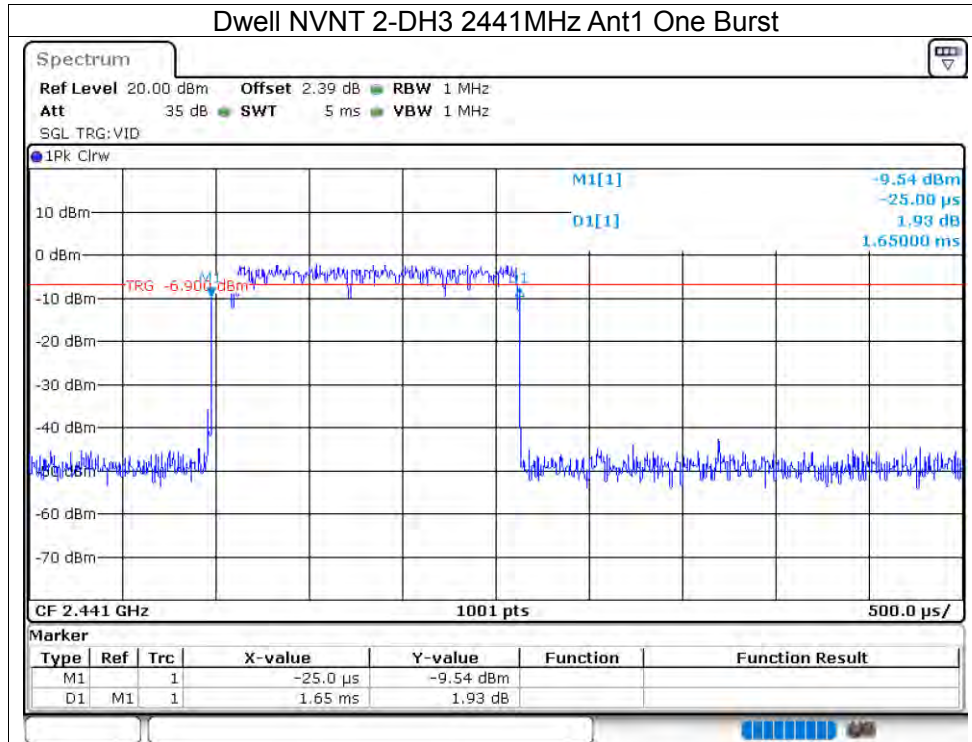 Dwell NVNT 2-DH3 2441MHz Ant1 One Burst
Spectrum
Ref Level 20.00 dBm Offset 2.39 dB RBW 1 MHz
Att 35 dB SWT 5 ms VBW 1 MHz
SGL TRG:VID
1Pk Clrw
M1[1] -9.54 dBm
-25.00 µs
10 dBm
D1[1] 1.93 dB
1.65000 ms
0 dBm
M1
D1
TRG -6.900 dBm
-10 dBm
-20 dBm
-30 dBm
-40 dBm
-50 dBm
-60 dBm
-70 dBm
CF 2.441 GHz 1001 pts 500.0 µs/
Marker
Type Ref Trc X-value Y-value Function Function Result
M1 1 -25.0 µs -9.54 dBm
D1 M1 1 1.65 ms 1.93 dB